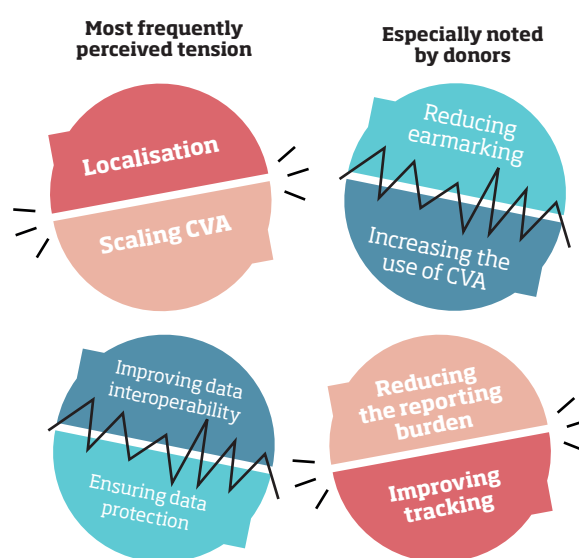 Most frequently
perceived tension
Localisation
Scaling CVA
Especially noted
by donors
Reducing
earmarking
Increasing the
use of CVA
Improving data
interoperability
Ensuring data
protection
Reducing
the reporting
burden
Improving
tracking